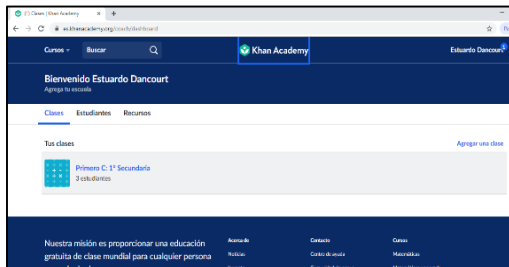 (1) Clases | Khan Academy
es.khanacademy.org/coach/dashboard
Cursos Buscar Khan Academy Estuardo Dancourt
Bienvenido Estuardo Dancourt
Agrega tu escuela
Clases Estudiantes Recursos
Tus clases Agregar una clase
Primero C: 1° Secundaria
3 estudiantes
Nuestra misión es proporcionar una educación
gratuita de clase mundial para cualquier persona
Acerca de Contacto Cursos
Noticias Centro de ayuda Matemáticas